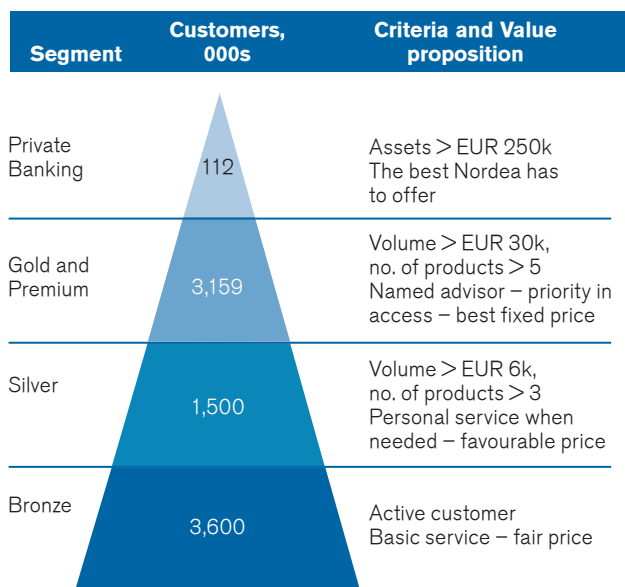 Segment
Customers,
000s
Criteria and Value
proposition
Private
Banking
112
Assets > EUR 250k
The best Nordea has
to offer
Gold and
Premium
3,159
Volume > EUR 30k,
no. of products > 5
Named advisor – priority in
access – best fixed price
Silver
1,500
Volume > EUR 6k,
no. of products > 3
Personal service when
needed – favourable price
Bronze
3,600
Active customer
Basic service – fair price